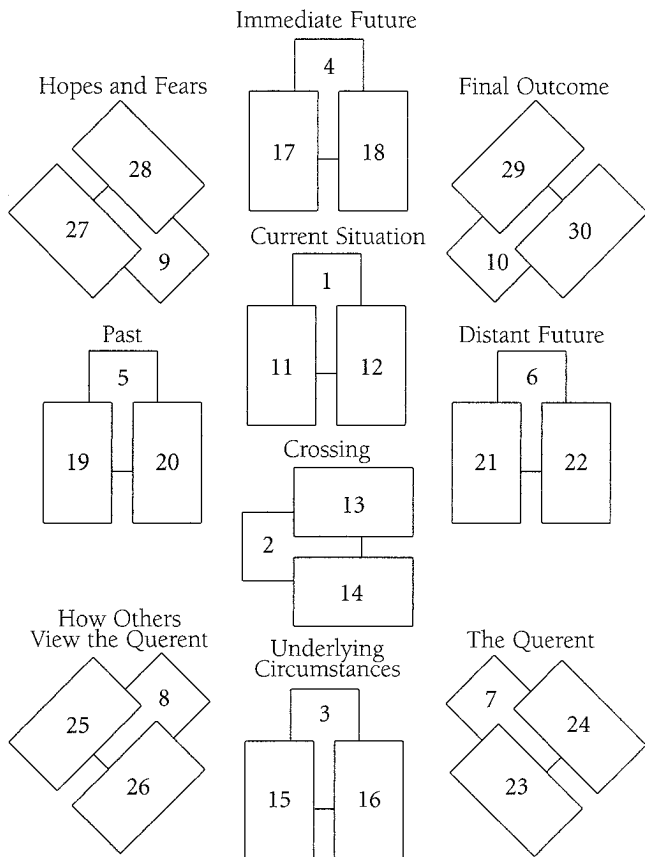 Immediate Future
4
17
18
Hopes and Fears
28
27
9
Final Outcome
29
30
10
Current Situation
1
11
12
Past
5
19
20
Distant Future
6
21
22
Crossing
13
2
14
How Others
View the Querent
8
25
26
Underlying
Circumstances
3
15
16
The Querent
7
24
23